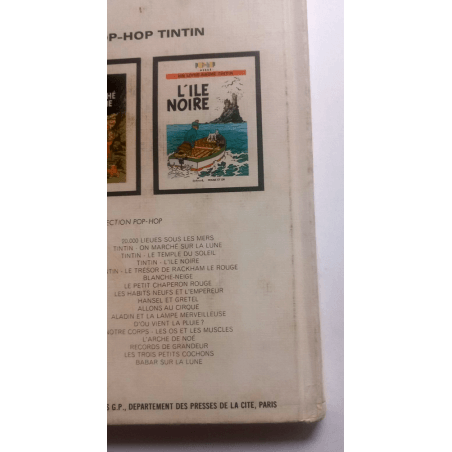 P-HOP TINTIN
HERGÉ
L'ILE
NOIRE
CTION POP-HOP
20.000 LIEUES SOUS LES MERS
TINTIN - ON MARCHE SUR LA LUNE
TINTIN - LE TEMPLE DU SOLEIL
TINTIN - L'ILE NOIRE
TIN - LE TRESOR DE RACKHAM LE ROUGE
BLANCHE-NEIGE
LE PETIT CHAPERON ROUGE
LES HABITS NEUFS ET L'EMPEREUR
HANSEL ET GRETEL
ALLONS AU CIRQUE
ALADIN ET LA LAMPE MERVEILLEUSE
D'OU VIENT LA PLUIE ?
NOTRE CORPS - LES OS ET LES MUSCLES
L'ARCHE DE NOE
RECORDS DE GRANDEUR
LES TROIS PETITS COCHONS
BABAR SUR LA LUNE
S G.P., DEPARTEMENT DES PRESSES DE LA CITE, PARIS